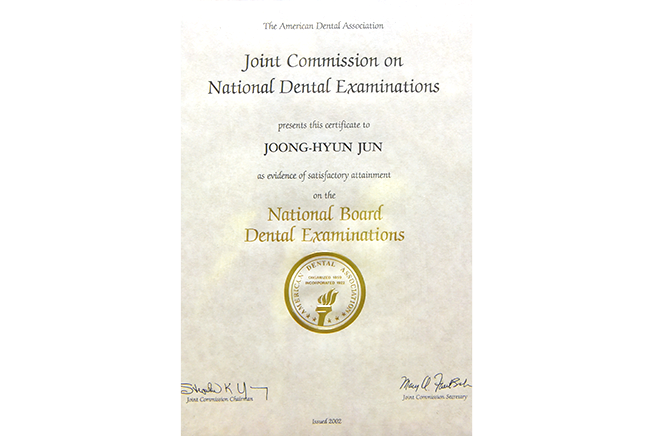 The American Dental Association
Joint Commission on
National Dental Examinations
presents this certificate to
JOONG-HYUN JUN
as evidence of satisfactory attainment
on the
National Board
Dental Examinations
AMERICAN DENTAL ASSOCIATION
ORGANIZED 1859
INCORPORATED 1902
Joint Commission Chairman
Joint Commission Secretary
Issued 2002